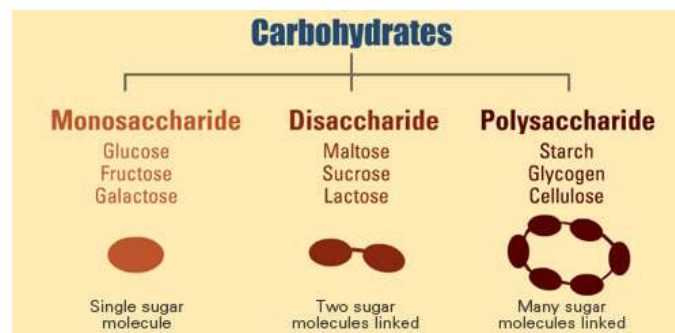 Carbohydrates
Monosaccharide
Glucose
Fructose
Galactose
Single sugar
molecule
Disaccharide
Maltose
Sucrose
Lactose
Two sugar
molecules linked
Polysaccharide
Starch
Glycogen
Cellulose
Many sugar
molecules linked